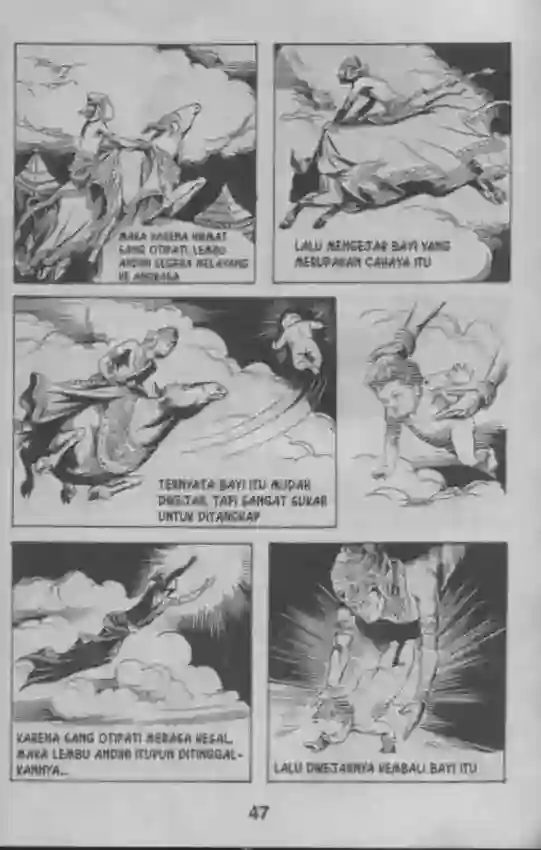 MAKA KARENA HIKMAT
SANG OTIPATI LEMBU
ANDINI SEGERA MELAYANG
KE ANGKASA
LALU MENGEJAR BAYI YANG
MERUPAKAN CAHAYA ITU
TERNYATA BAYI ITU MUDAH
DIKEJAR, TAPI SANGAT SUKAR
UNTUK DITANGKAP
KARENA SANG OTIPATI MERASA KESAL,
MAKA LEMBU ANDINI ITUPUN DITINGGAL-
KANNYA...
LALU DIKEJARNYA KEMBALI BAYI ITU
47